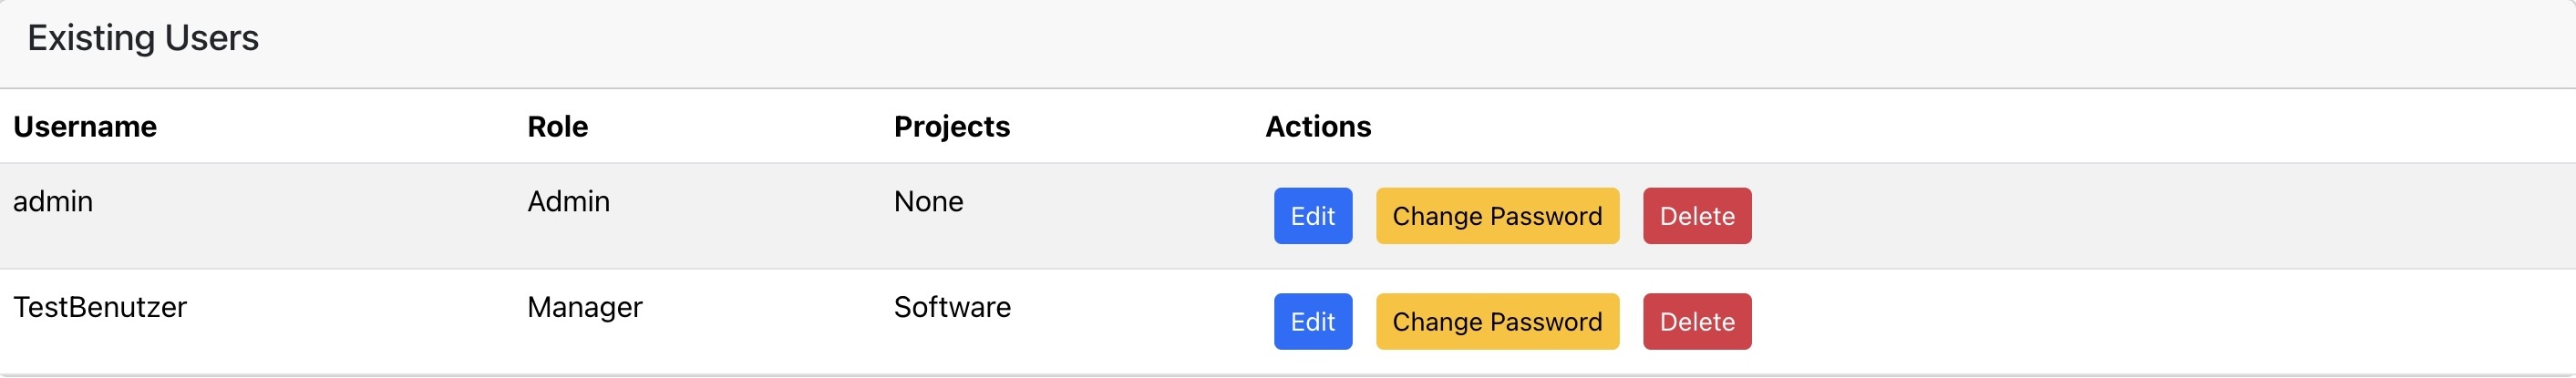 Existing Users
Username Role Projects Actions
admin Admin None Edit Change Password Delete
TestBenutzer Manager Software Edit Change Password Delete